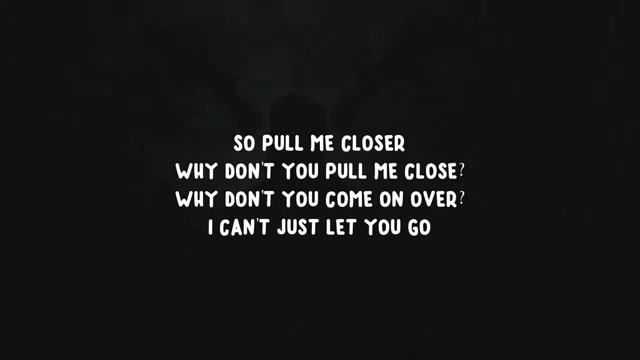 SO PULL ME CLOSER
WHY DON'T YOU PULL ME CLOSE?
WHY DON'T YOU COME ON OVER?
I CAN'T JUST LET YOU GO